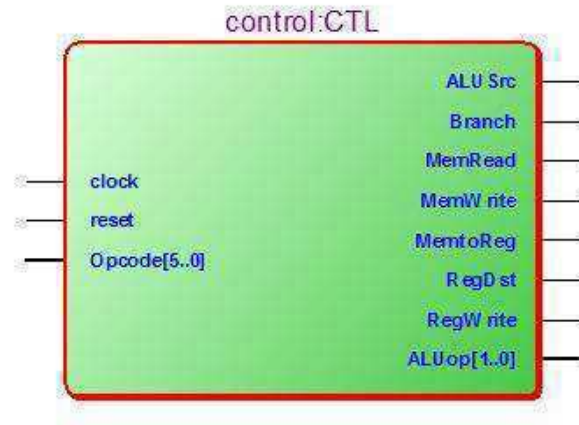 control:CTL
ALU Src
Branch
MemRead
MemWrite
MemtoReg
RegDst
RegWrite
ALUop[1..0]
clock
reset
Opcode[5..0]